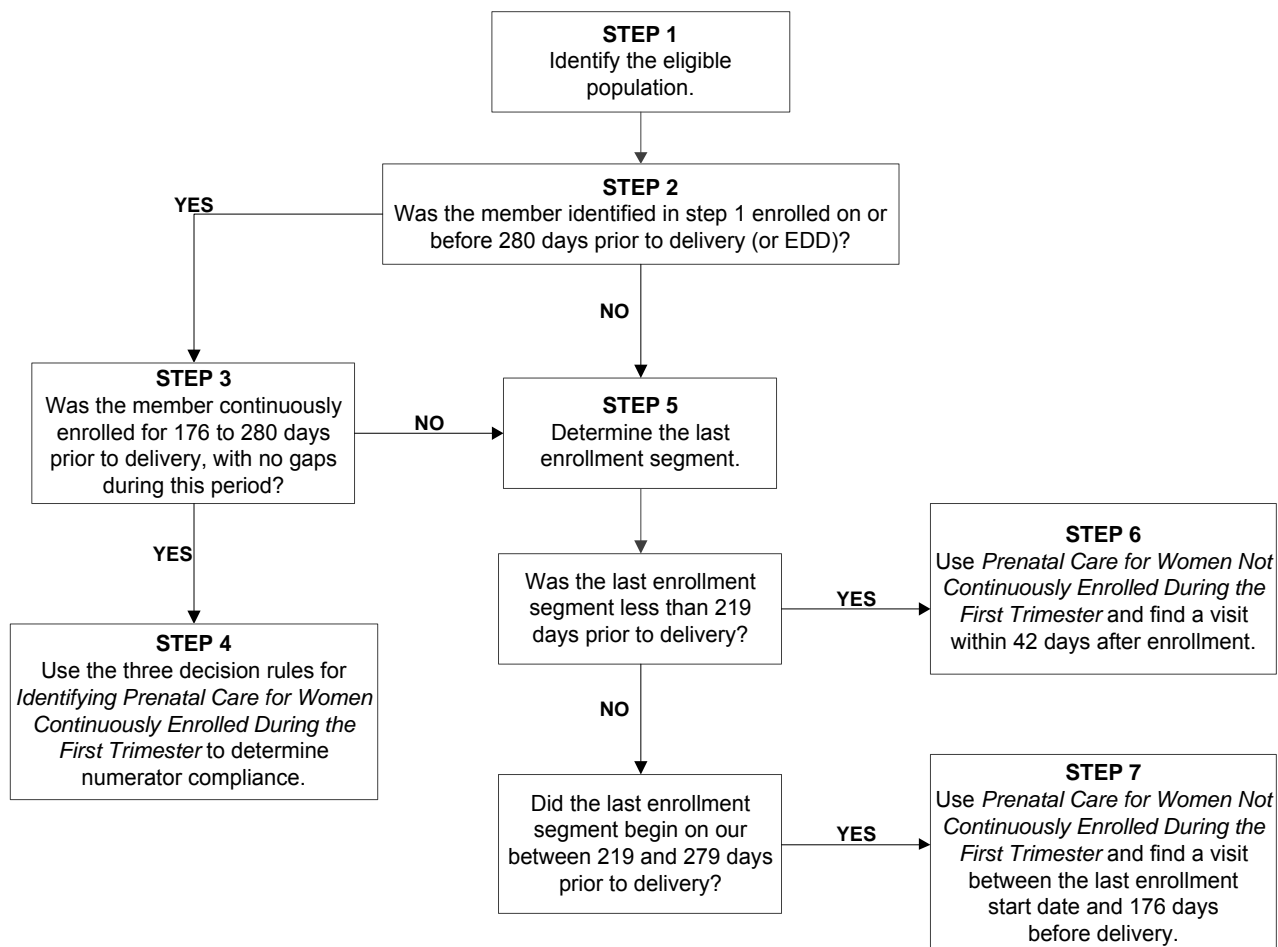 STEP 1
Identify the eligible
population.
STEP 2
Was the member identified in step 1 enrolled on or
before 280 days prior to delivery (or EDD)?
YES
NO
STEP 3
Was the member continuously
enrolled for 176 to 280 days
prior to delivery, with no gaps
during this period?
NO
STEP 5
Determine the last
enrollment segment.
YES
STEP 4
Use the three decision rules for
Identifying Prenatal Care for Women
Continuously Enrolled During the
First Trimester to determine
numerator compliance.
Was the last enrollment
segment less than 219
days prior to delivery?
YES
STEP 6
Use Prenatal Care for Women Not
Continuously Enrolled During the
First Trimester and find a visit
within 42 days after enrollment.
NO
Did the last enrollment
segment begin on our
between 219 and 279 days
prior to delivery?
YES
STEP 7
Use Prenatal Care for Women Not
Continuously Enrolled During the
First Trimester and find a visit
between the last enrollment
start date and 176 days
before delivery.